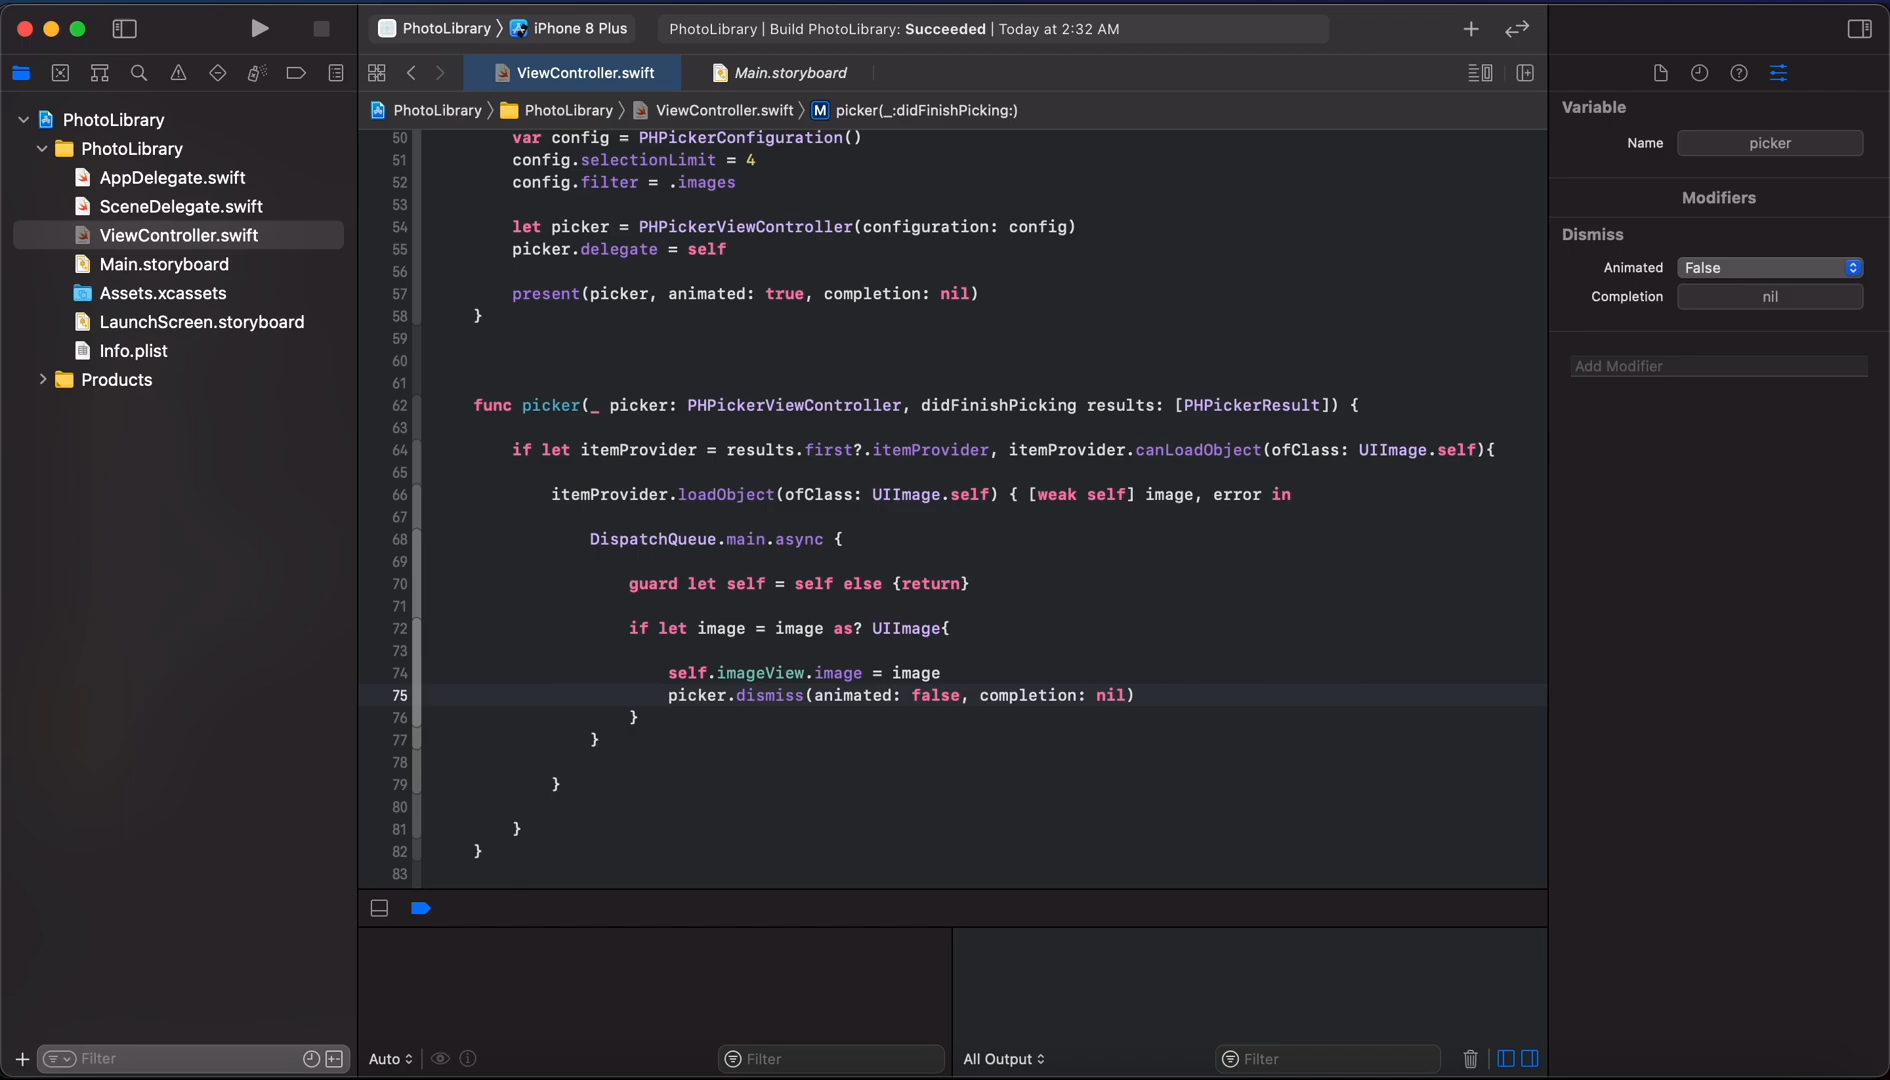 PhotoLibrary 〉 iPhone 8 Plus
PhotoLibrary | Build PhotoLibrary: Succeeded | Today at 2:32 AM
ViewController.swift
Main.storyboard
PhotoLibrary 〉 PhotoLibrary 〉 ViewController.swift 〉 M picker(_:didFinishPicking:)
PhotoLibrary
PhotoLibrary
AppDelegate.swift
SceneDelegate.swift
ViewController.swift
Main.storyboard
Assets.xcassets
LaunchScreen.storyboard
Info.plist
Products
Filter
50 var config = PHPickerConfiguration()
51 config.selectionLimit = 4
52 config.filter = .images
53
54 let picker = PHPickerViewController(configuration: config)
55 picker.delegate = self
56
57 present(picker, animated: true, completion: nil)
58 }
59
60
61
62 func picker(_ picker: PHPickerViewController, didFinishPicking results: [PHPickerResult]) {
63
64 if let itemProvider = results.first?.itemProvider, itemProvider.canLoadObject(ofClass: UIImage.self){
65
66 itemProvider.loadObject(ofClass: UIImage.self) { [weak self] image, error in
67
68 DispatchQueue.main.async {
69
70 guard let self = self else {return}
71
72 if let image = image as? UIImage{
73
74 self.imageView.image = image
75 picker.dismiss(animated: false, completion: nil)
76 }
77 }
78
79 }
80
81 }
82 }
83
Auto
Filter
All Output
Filter
Variable
Name picker
Modifiers
Dismiss
Animated False
Completion nil
Add Modifier